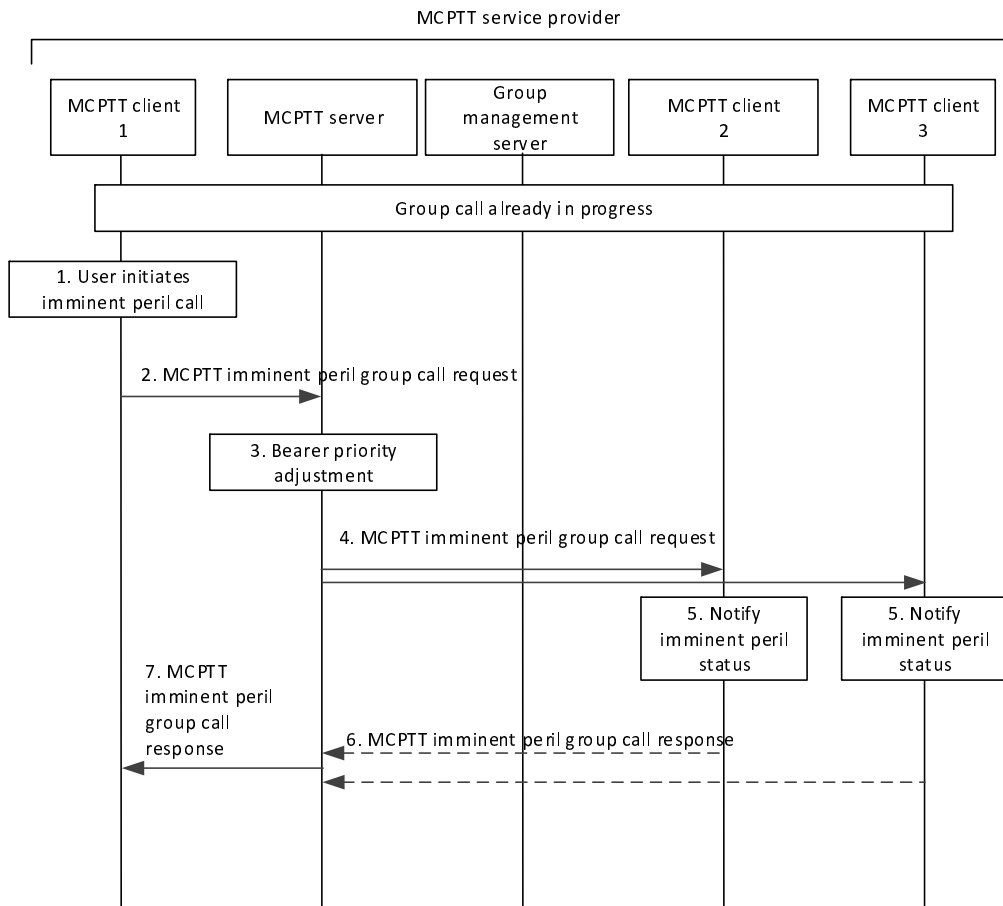 MCPTT service provider
MCPTT client
1
MCPTT server
Group
management
server
MCPTT client
2
MCPTT client
3
Group call already in progress
1. User initiates
imminent peril call
2. MCPTT imminent peril group call request
3. Bearer priority
adjustment
4. MCPTT imminent peril group call request
5. Notify
imminent peril
status
5. Notify
imminent peril
status
7. MCPTT
imminent peril
group call
response
6. MCPTT imminent peril group call response